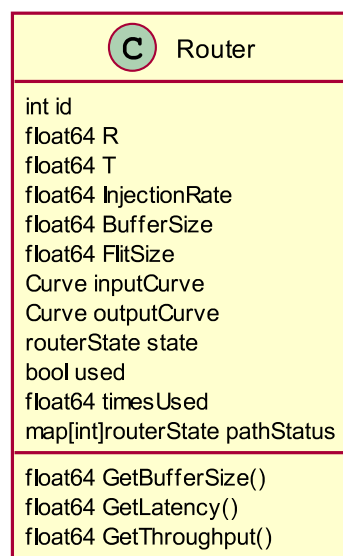 C Router
int id
float64 R
float64 T
float64 InjectionRate
float64 BufferSize
float64 FlitSize
Curve inputCurve
Curve outputCurve
routerState state
bool used
float64 timesUsed
map[int]routerState pathStatus
float64 GetBufferSize()
float64 GetLatency()
float64 GetThroughput()